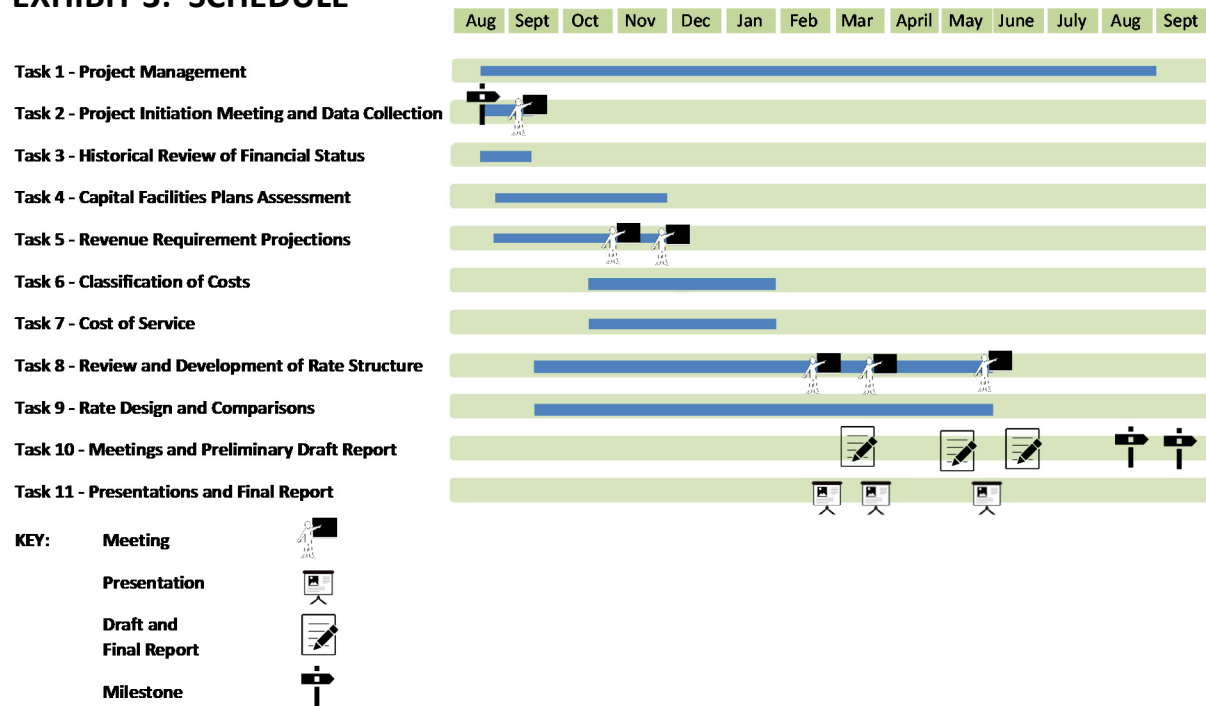 EXHIBIT 3: SCHEDULE
Aug Sept Oct Nov Dec Jan Feb Mar April May June July Aug Sept
Task 1 - Project Management
Task 2 - Project Initiation Meeting and Data Collection
Task 3 - Historical Review of Financial Status
Task 4 - Capital Facilities Plans Assessment
Task 5 - Revenue Requirement Projections
Task 6 - Classification of Costs
Task 7 - Cost of Service
Task 8 - Review and Development of Rate Structure
Task 9 - Rate Design and Comparisons
Task 10 - Meetings and Preliminary Draft Report
Task 11 - Presentations and Final Report
KEY: Meeting
Presentation
Draft and
Final Report
Milestone